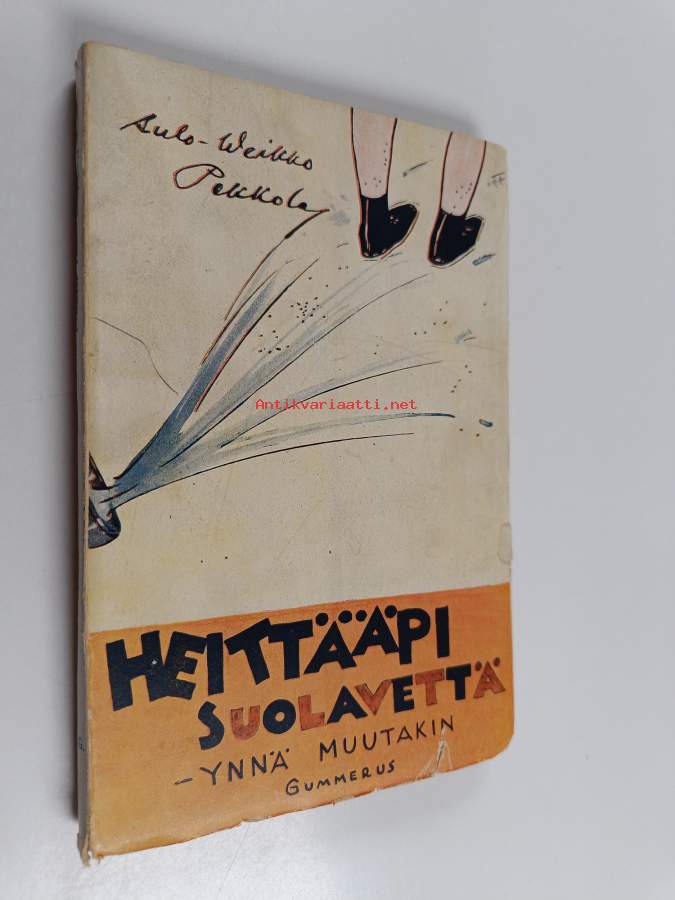 Aulo-Weikko
Pekkola
Antikvariaatti.net
HEITTÄÄPI
SUOLAVETTÄ
– YNNÄ MUUTAKIN
GUMMERUS